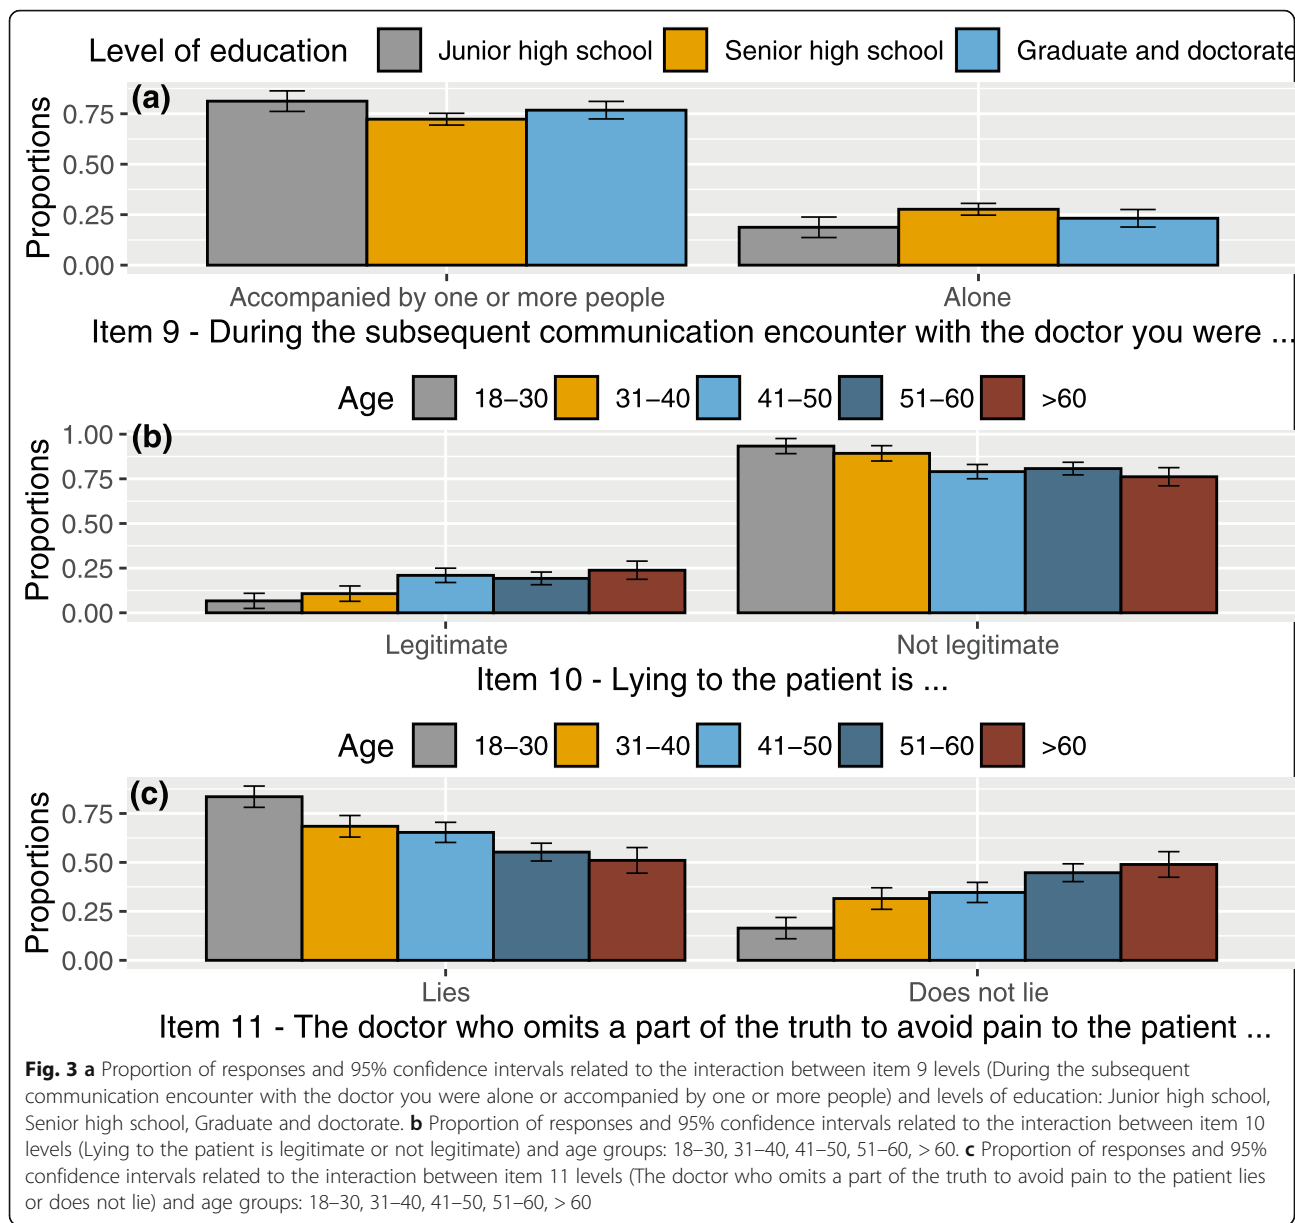 Level of education Junior high school Senior high school Graduate and doctorate
(a)
Proportions
0.75
0.50
0.25
0.00
Accompanied by one or more people Alone
Item 9 - During the subsequent communication encounter with the doctor you were ...
Age 18–30 31–40 41–50 51–60 >60
(b)
Proportions
1.00
0.75
0.50
0.25
0.00
Legitimate Not legitimate
Item 10 - Lying to the patient is ...
Age 18–30 31–40 41–50 51–60 >60
(c)
Proportions
0.75
0.50
0.25
0.00
Lies Does not lie
Item 11 - The doctor who omits a part of the truth to avoid pain to the patient ...
Fig. 3 a Proportion of responses and 95% confidence intervals related to the interaction between item 9 levels (During the subsequent
communication encounter with the doctor you were alone or accompanied by one or more people) and levels of education: Junior high school,
Senior high school, Graduate and doctorate. b Proportion of responses and 95% confidence intervals related to the interaction between item 10
levels (Lying to the patient is legitimate or not legitimate) and age groups: 18–30, 31–40, 41–50, 51–60, > 60. c Proportion of responses and 95%
confidence intervals related to the interaction between item 11 levels (The doctor who omits a part of the truth to avoid pain to the patient lies
or does not lie) and age groups: 18–30, 31–40, 41–50, 51–60, > 60